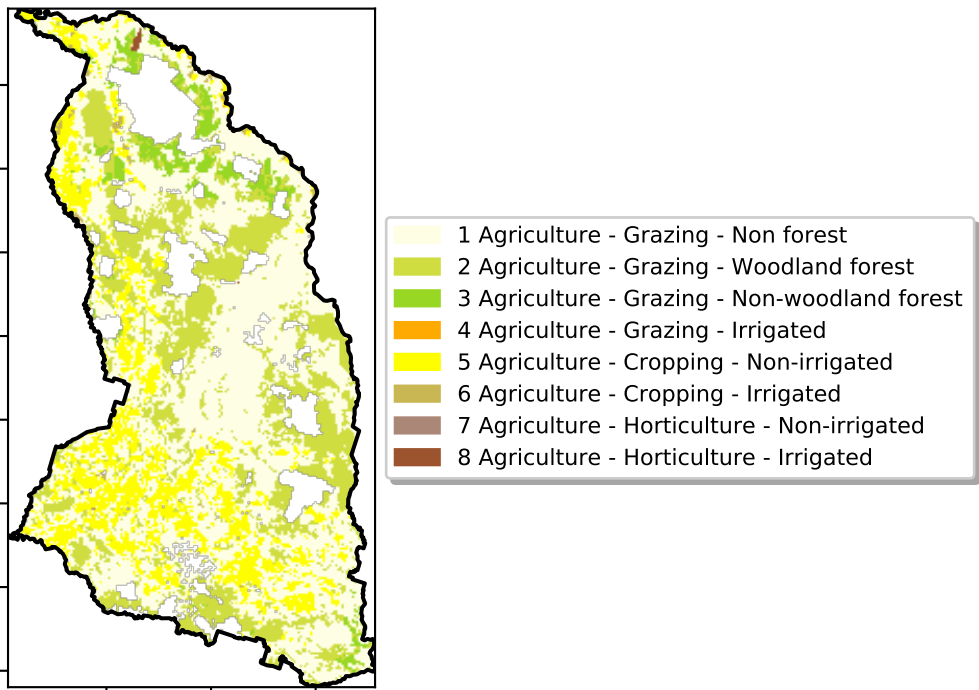 1 Agriculture - Grazing - Non forest
2 Agriculture - Grazing - Woodland forest
3 Agriculture - Grazing - Non-woodland forest
4 Agriculture - Grazing - Irrigated
5 Agriculture - Cropping - Non-irrigated
6 Agriculture - Cropping - Irrigated
7 Agriculture - Horticulture - Non-irrigated
8 Agriculture - Horticulture - Irrigated